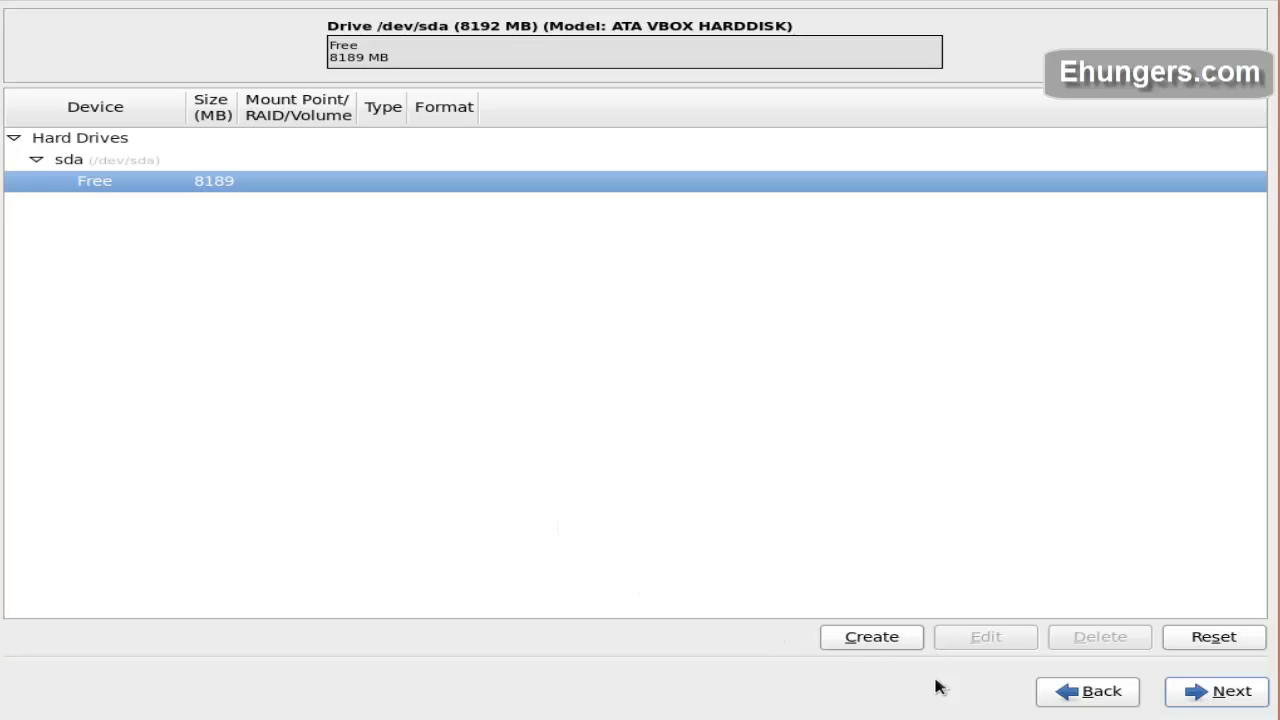 Drive /dev/sda (8192 MB) (Model: ATA VBOX HARDDISK)
Free
8189 MB
Ehungers.com
Device Size (MB) Mount Point/ RAID/Volume Type Format
Hard Drives
sda (/dev/sda)
Free 8189
Create Edit Delete Reset
Back Next